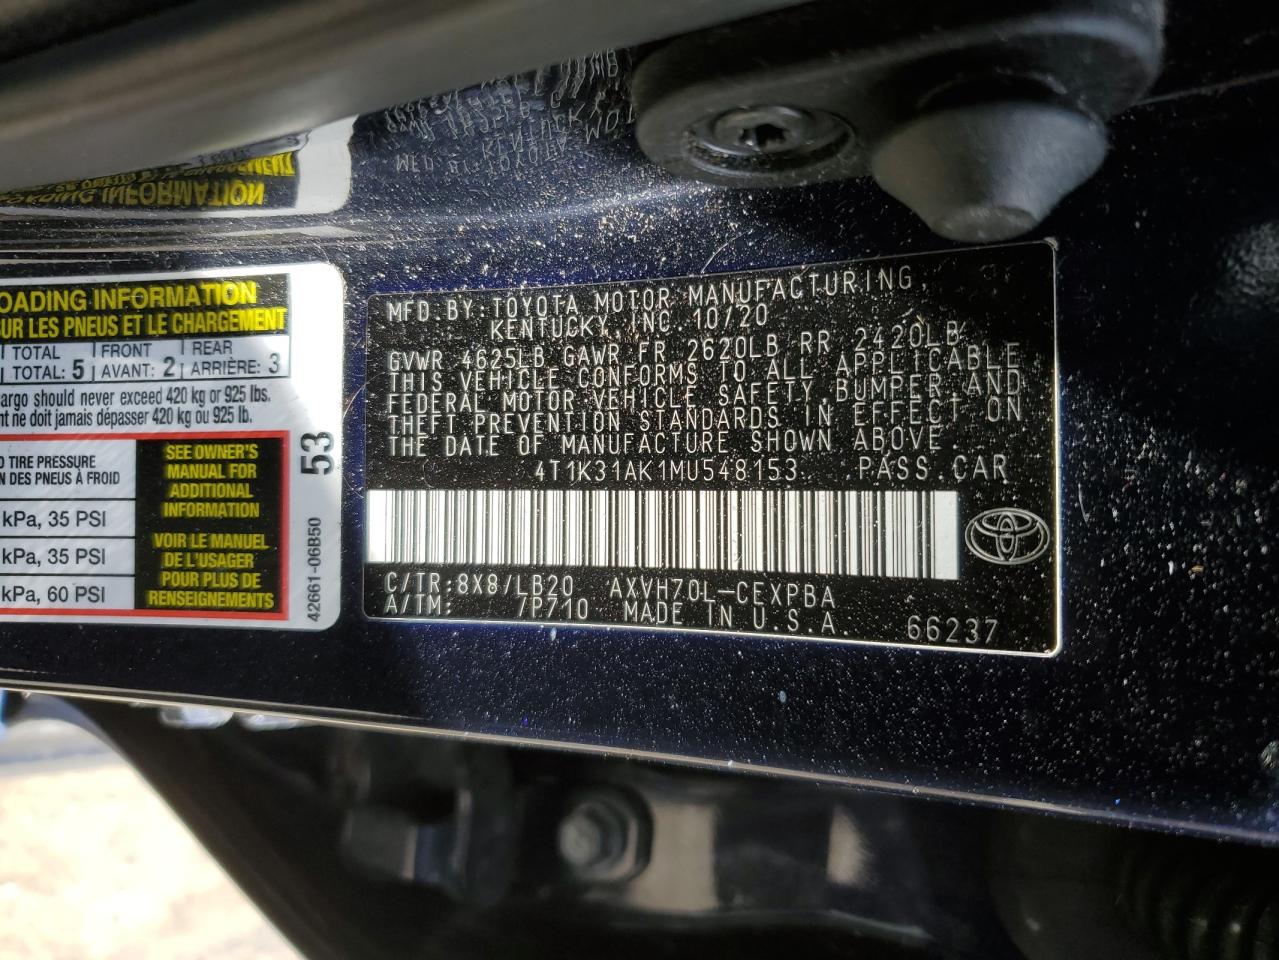 OADING INFORMATION
SUR LES PNEUS ET LE CHARGEMENT
TOTAL FRONT REAR
TOTAL: 5 AVANT: 2 ARRIÈRE: 3
cargo should never exceed 420 kg or 925 lbs.
nt ne doit jamais dépasser 420 kg ou 925 lb.
TIRE PRESSURE
DES PNEUS À FROID
kPa, 35 PSI
kPa, 35 PSI
kPa, 60 PSI
SEE OWNER'S
MANUAL FOR
ADDITIONAL
INFORMATION
VOIR LE MANUEL
DE L'USAGER
POUR PLUS DE
RENSEIGNEMENTS
53
42661-06B50
MFD.BY:TOYOTA MOTOR MANUFACTURING,
KENTUCKY, INC. 10/20
GVWR 4625LB GAWR FR 2620LB RR 2420LB
THIS VEHICLE CONFORMS TO ALL APPLICABLE
FEDERAL MOTOR VEHICLE SAFETY,BUMPER AND
THEFT PREVENTION STANDARDS IN EFFECT ON
THE DATE OF MANUFACTURE SHOWN ABOVE
4T1K31AK1MU548153 PASS.CAR
C/TR:8X8/LB20 AXVH70L-CEXPBA
A/TM: 7P710 MADE IN U.S.A. 66237